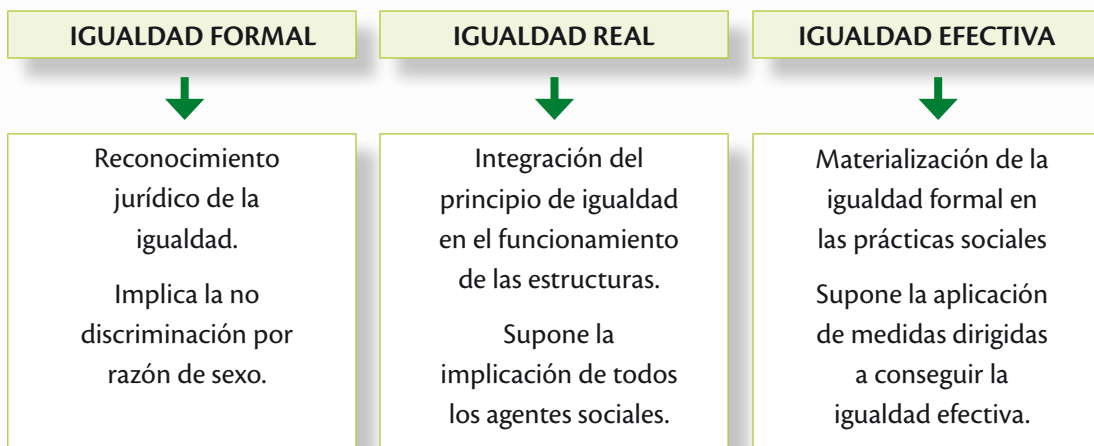 IGUALDAD FORMAL
Reconocimiento
jurídico de la
igualdad.
Implica la no
discriminación por
razón de sexo.
IGUALDAD REAL
Integración del
principio de igualdad
en el funcionamiento
de las estructuras.
Supone la
implicación de todos
los agentes sociales.
IGUALDAD EFECTIVA
Materialización de la
igualdad formal en
las prácticas sociales
Supone la aplicación
de medidas dirigidas
a conseguir la
igualdad efectiva.